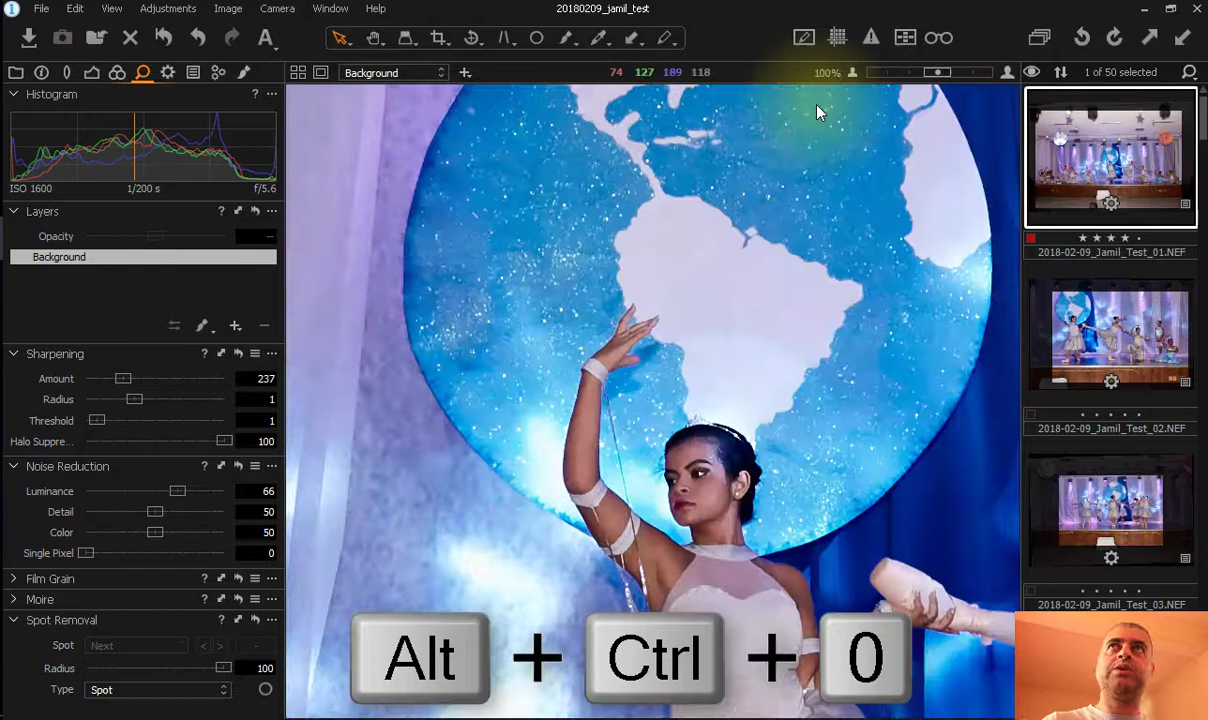 1 File Edit View Adjustments Image Camera Window Help 20180209_jamil_test
A
Background 74 127 189 118 100% 1 of 50 selected
Histogram ?
ISO 1600 1/200 s f/5.6
Layers ?
Opacity --
Background
Sharpening ?
Amount 237
Radius 1
Threshold 1
Halo Suppre... 100
Noise Reduction ?
Luminance 66
Detail 50
Color 50
Single Pixel 0
Film Grain ?
Moire ?
Spot Removal ?
Spot Next < > -
Radius 100
Type Spot
2018-02-09_Jamil_Test_01.NEF
2018-02-09_Jamil_Test_02.NEF
2018-02-09_Jamil_Test_03.NEF
Alt + Ctrl + 0